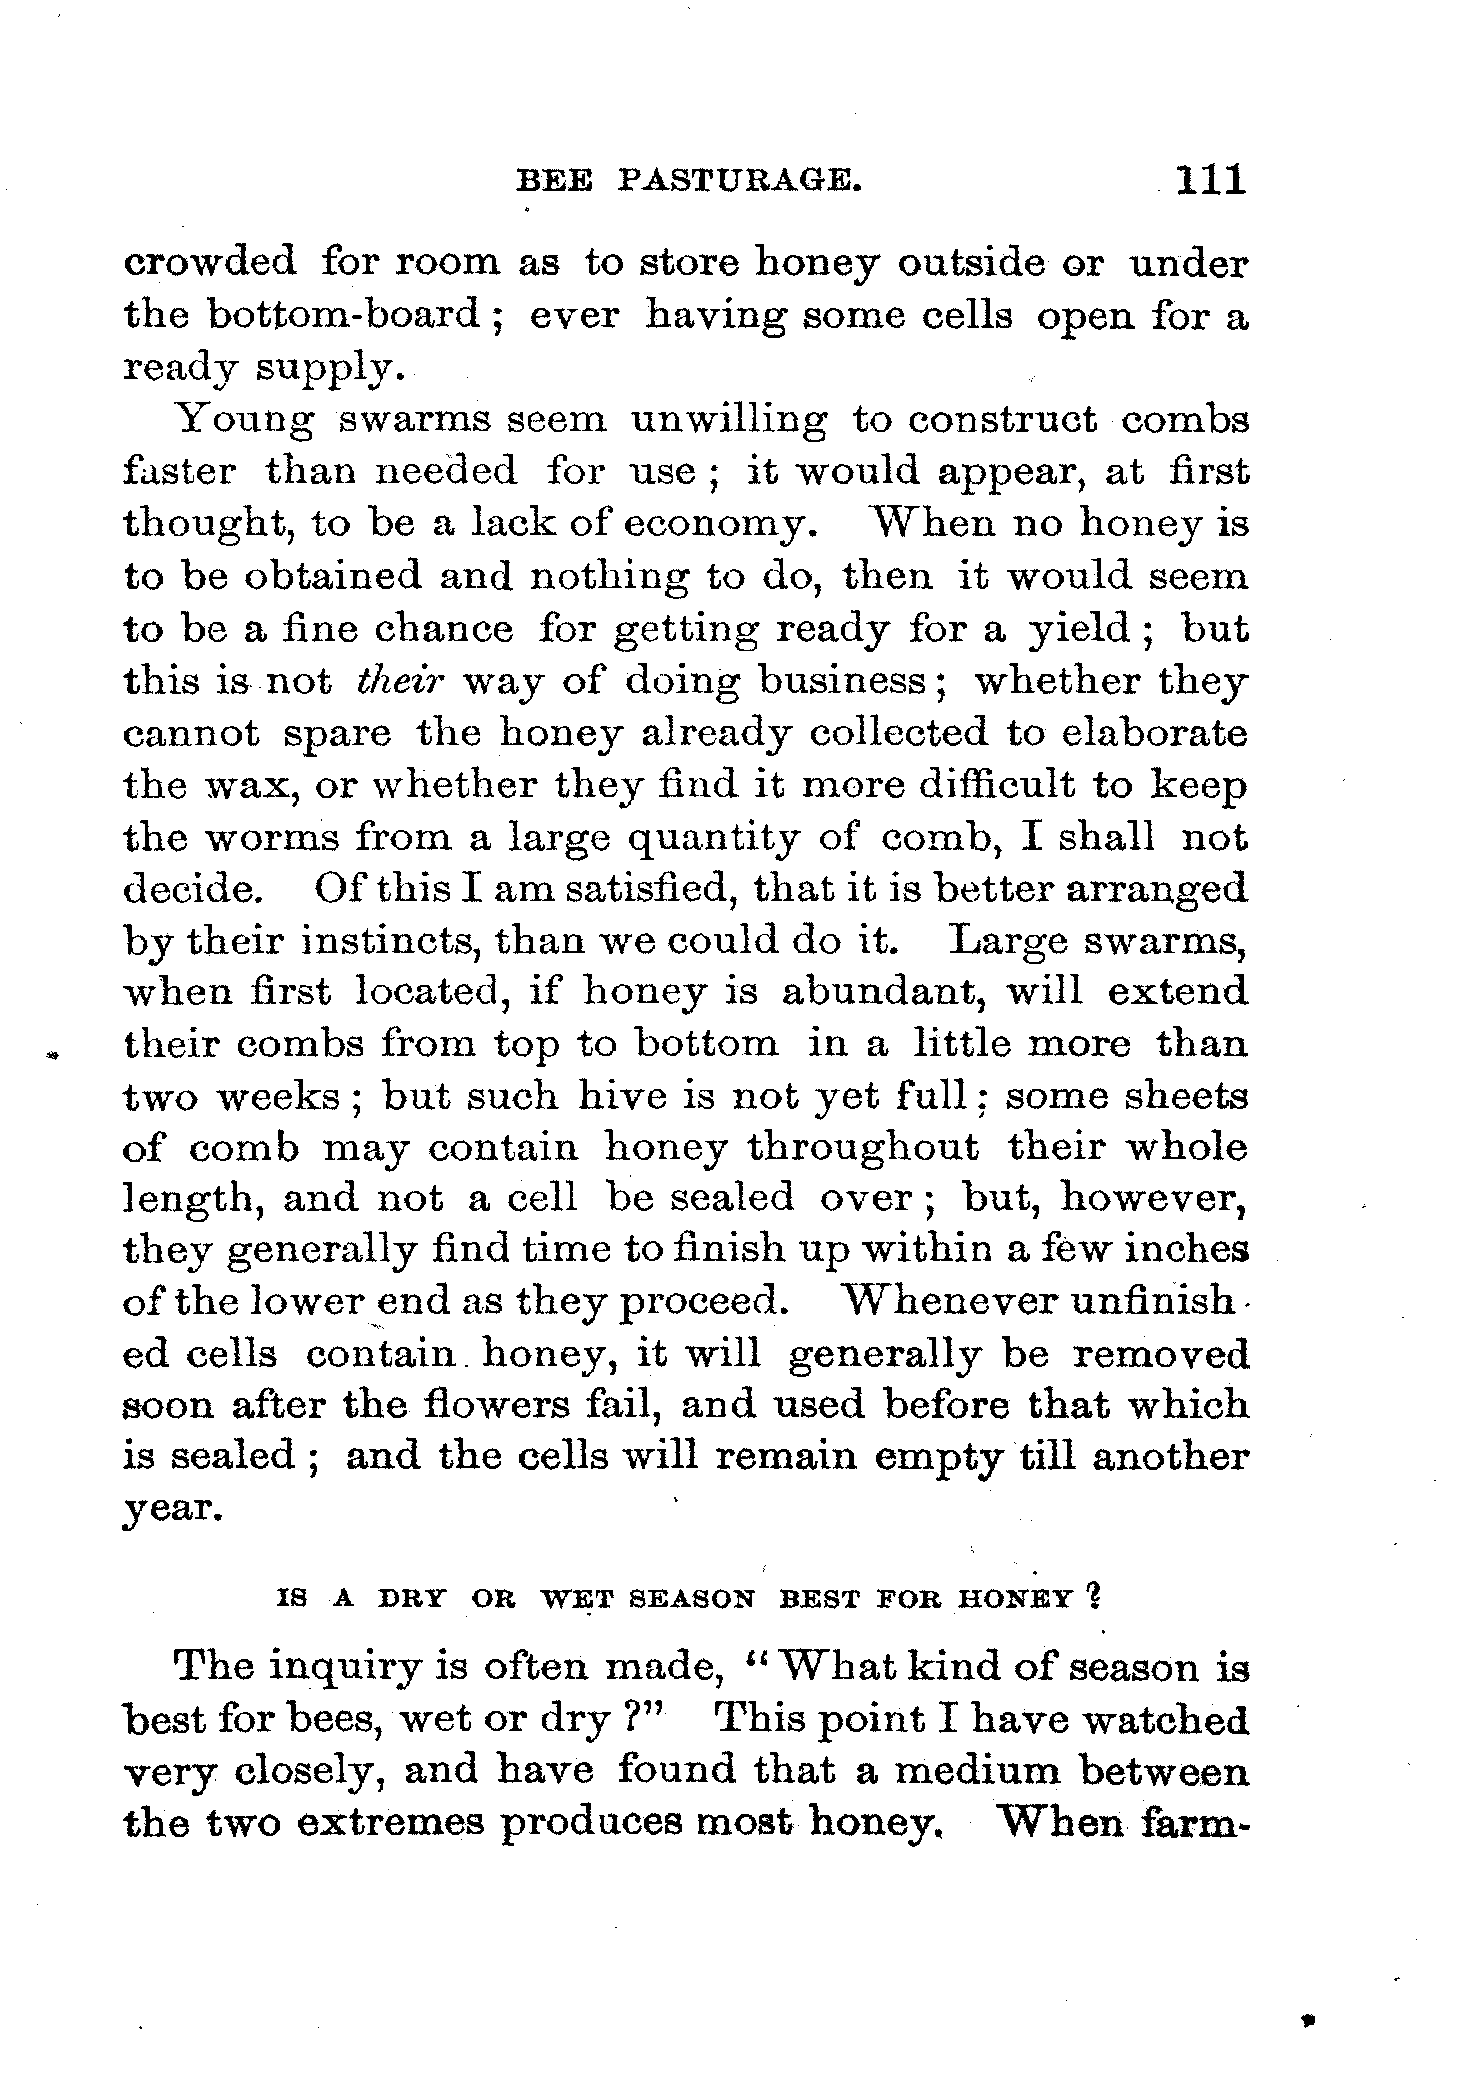 BEE PASTURAGE. 111
crowded for room as to store honey outside or under
the bottom-board ; ever having some cells open for a
ready supply.
Young swarms seem unwilling to construct combs
faster than needed for use ; it would appear, at first
thought, to be a lack of economy. When no honey is
to be obtained and nothing to do, then it would seem
to be a fine chance for getting ready for a yield ; but
this is not their way of doing business ; whether they
cannot spare the honey already collected to elaborate
the wax, or whether they find it more difficult to keep
the worms from a large quantity of comb, I shall not
decide. Of this I am satisfied, that it is better arranged
by their instincts, than we could do it. Large swarms,
when first located, if honey is abundant, will extend
their combs from top to bottom in a little more than
two weeks ; but such hive is not yet full ; some sheets
of comb may contain honey throughout their whole
length, and not a cell be sealed over ; but, however,
they generally find time to finish up within a few inches
of the lower end as they proceed. Whenever unfinish-
ed cells contain honey, it will generally be removed
soon after the flowers fail, and used before that which
is sealed ; and the cells will remain empty till another
year.
IS A DRY OR WET SEASON BEST FOR HONEY ?
The inquiry is often made, “ What kind of season is
best for bees, wet or dry ?” This point I have watched
very closely, and have found that a medium between
the two extremes produces most honey. When farm-